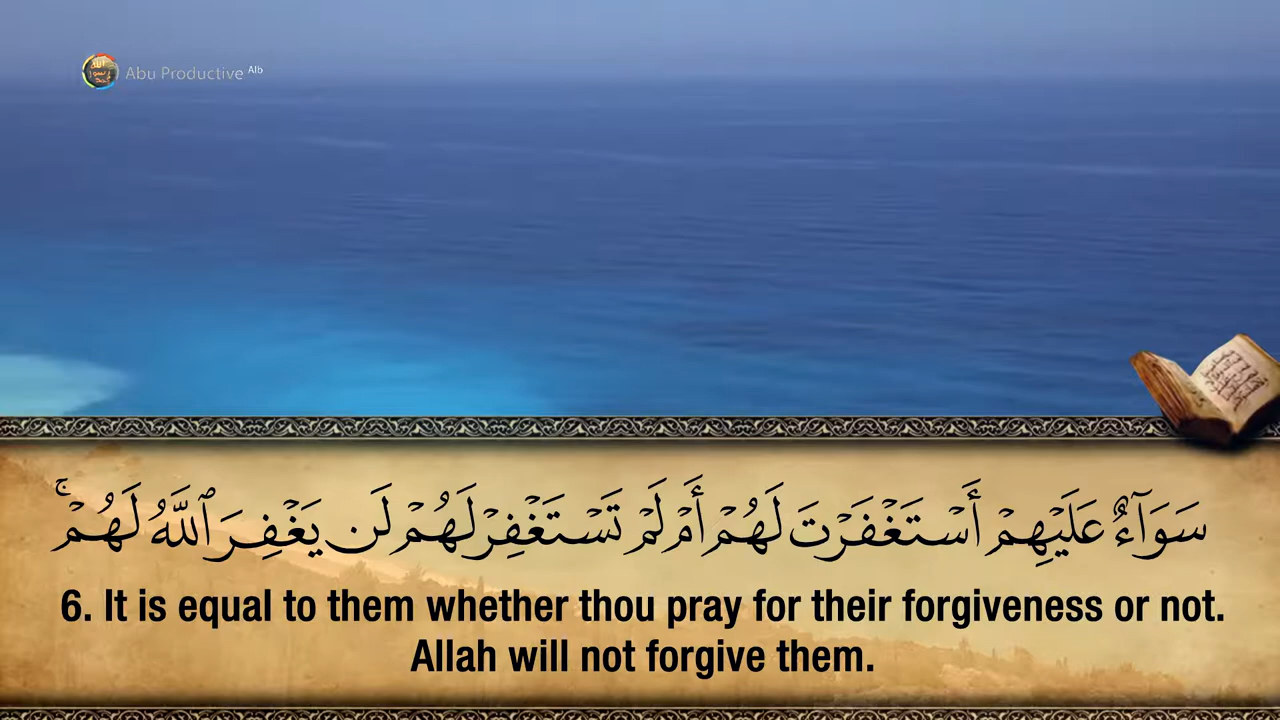 Abu Productive Alb
سَوَآءٌ عَلَيْهِمْ أَسْتَغْفَرْتَ لَهُمْ أَمْ لَمْ تَسْتَغْفِرْ لَهُمْ لَن يَغْفِرَ ٱللَّهُ لَهُمْ ۚ
6. It is equal to them whether thou pray for their forgiveness or not.
Allah will not forgive them.